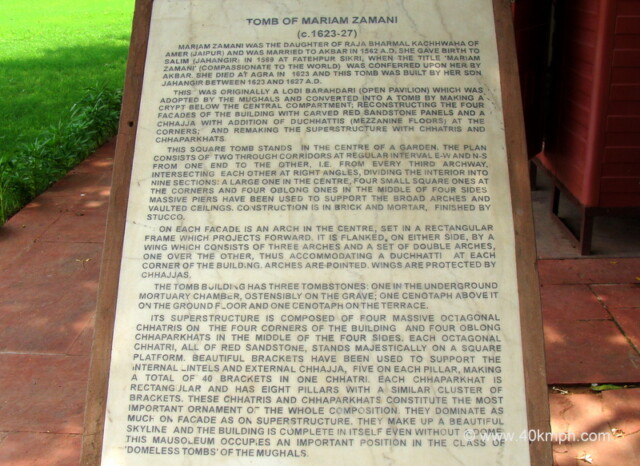 TOMB OF MARIAM ZAMANI
(c.1623-27)
MARIAM ZAMANI WAS THE DAUGHTER OF RAJA BHARMAL KACHHWAHA OF
AMER (JAIPUR) AND WAS MARRIED TO AKBAR IN 1562 A.D. SHE GAVE BIRTH TO
SALIM (JAHANGIR) IN 1569 AT FATEHPUR SIKRI, WHEN THE TITLE 'MARIAM
ZAMANI' (COMPASSIONATE TO THE WORLD) WAS CONFERRED UPON HER BY
AKBAR. SHE DIED AT AGRA IN 1623 AND THIS TOMB WAS BUILT BY HER SON
JAHANGIR BETWEEN 1623 AND 1627 A.D.
THIS WAS ORIGINALLY A LODI BARAHDARI (OPEN PAVILION) WHICH WAS
ADOPTED BY THE MUGHALS AND CONVERTED INTO A TOMB BY MAKING A
CRYPT BELOW THE CENTRAL COMPARTMENT; RECONSTRUCTING THE FOUR
FACADES OF THE BUILDING WITH CARVED RED SANDSTONE PANELS AND A
CHHAJJA WITH ADDITION OF DUCHHATTIS (MEZZANINE FLOORS) AT THE
CORNERS; AND REMAKING THE SUPERSTRUCTURE WITH CHHATRIS AND
CHHAPARKHATS.
THIS SQUARE TOMB STANDS IN THE CENTRE OF A GARDEN. THE PLAN
CONSISTS OF TWO THROUGH CORRIDORS AT REGULAR INTERVAL E-W AND N-S
FROM ONE END TO THE OTHER, I.E. FROM EVERY THIRD ARCHWAY,
INTERSECTING EACH OTHER AT RIGHT ANGLES, DIVIDING THE INTERIOR INTO
NINE SECTIONS: A LARGE ONE IN THE CENTRE, FOUR SMALL SQUARE ONES AT
THE CORNERS AND FOUR OBLONG ONES IN THE MIDDLE OF FOUR SIDES
MASSIVE PIERS HAVE BEEN USED TO SUPPORT THE BROAD ARCHES AND
VAULTED CEILINGS. CONSTRUCTION IS IN BRICK AND MORTAR, FINISHED BY
STUCCO.
ON EACH FACADE IS AN ARCH IN THE CENTRE, SET IN A RECTANGULAR
FRAME WHICH PROJECTS FORWARD. IT IS FLANKED, ON EITHER SIDE, BY A
WING WHICH CONSISTS OF THREE ARCHES AND A SET OF DOUBLE ARCHES,
ONE OVER THE OTHER, THUS ACCOMMODATING A DUCHHATTI AT EACH
CORNER OF THE BUILDING. ARCHES ARE POINTED. WINGS ARE PROTECTED BY
CHHAJJAS.
THE TOMB BUILDING HAS THREE TOMBSTONES: ONE IN THE UNDERGROUND
MORTUARY CHAMBER, OSTENSIBLY ON THE GRAVE; ONE CENOTAPH ABOVE IT
ON THE GROUND FLOOR AND ONE CENOTAPH ON THE TERRACE.
ITS SUPERSTRUCTURE IS COMPOSED OF FOUR MASSIVE OCTAGONAL
CHHATRIS ON THE FOUR CORNERS OF THE BUILDING AND FOUR OBLONG
CHHAPARKHATS IN THE MIDDLE OF THE FOUR SIDES. EACH OCTAGONAL
CHHATRI, ALL OF RED SANDSTONE, STANDS MAJESTICALLY ON A SQUARE
PLATFORM. BEAUTIFUL BRACKETS HAVE BEEN USED TO SUPPORT THE
INTERNAL LINTELS AND EXTERNAL CHHAJJA, FIVE ON EACH PILLAR, MAKING
A TOTAL OF 40 BRACKETS IN ONE CHHATRI. EACH CHHAPARKHAT IS
RECTANGULAR AND HAS EIGHT PILLARS WITH A SIMILAR CLUSTER OF
BRACKETS. THESE CHHATRIS AND CHHAPARKHATS CONSTITUTE THE MOST
IMPORTANT ORNAMENT OF THE WHOLE COMPOSITION. THEY DOMINATE AS
MUCH ON FACADE AS ON SUPERSTRUCTURE. THEY MAKE UP A BEAUTIFUL
SKYLINE AND THE BUILDING IS COMPLETE IN ITSELF EVEN WITHOUT A DOME.
THIS MAUSOLEUM OCCUPIES AN IMPORTANT POSITION IN THE CLASS OF
'DOMELESS TOMBS' OF THE MUGHALS.
© www.40kmph.com